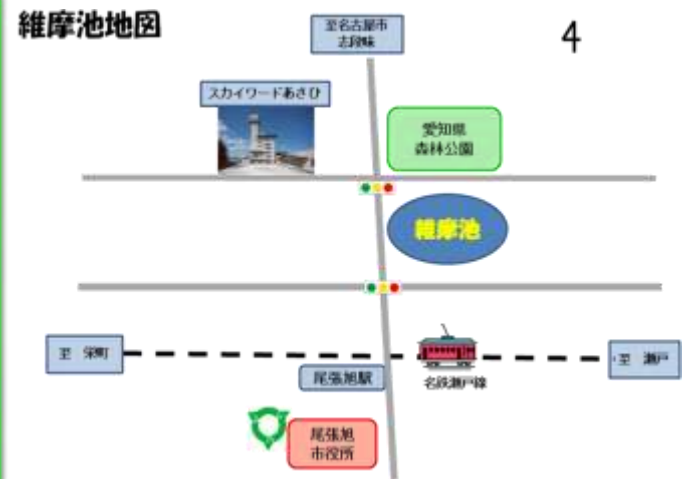 維摩池地図
4
至名古屋市
志段味
スカイワードあさひ
愛知県
森林公園
維摩池
至 栄町
至 瀬戸
尾張旭駅
名鉄瀬戸線
尾張旭
市役所